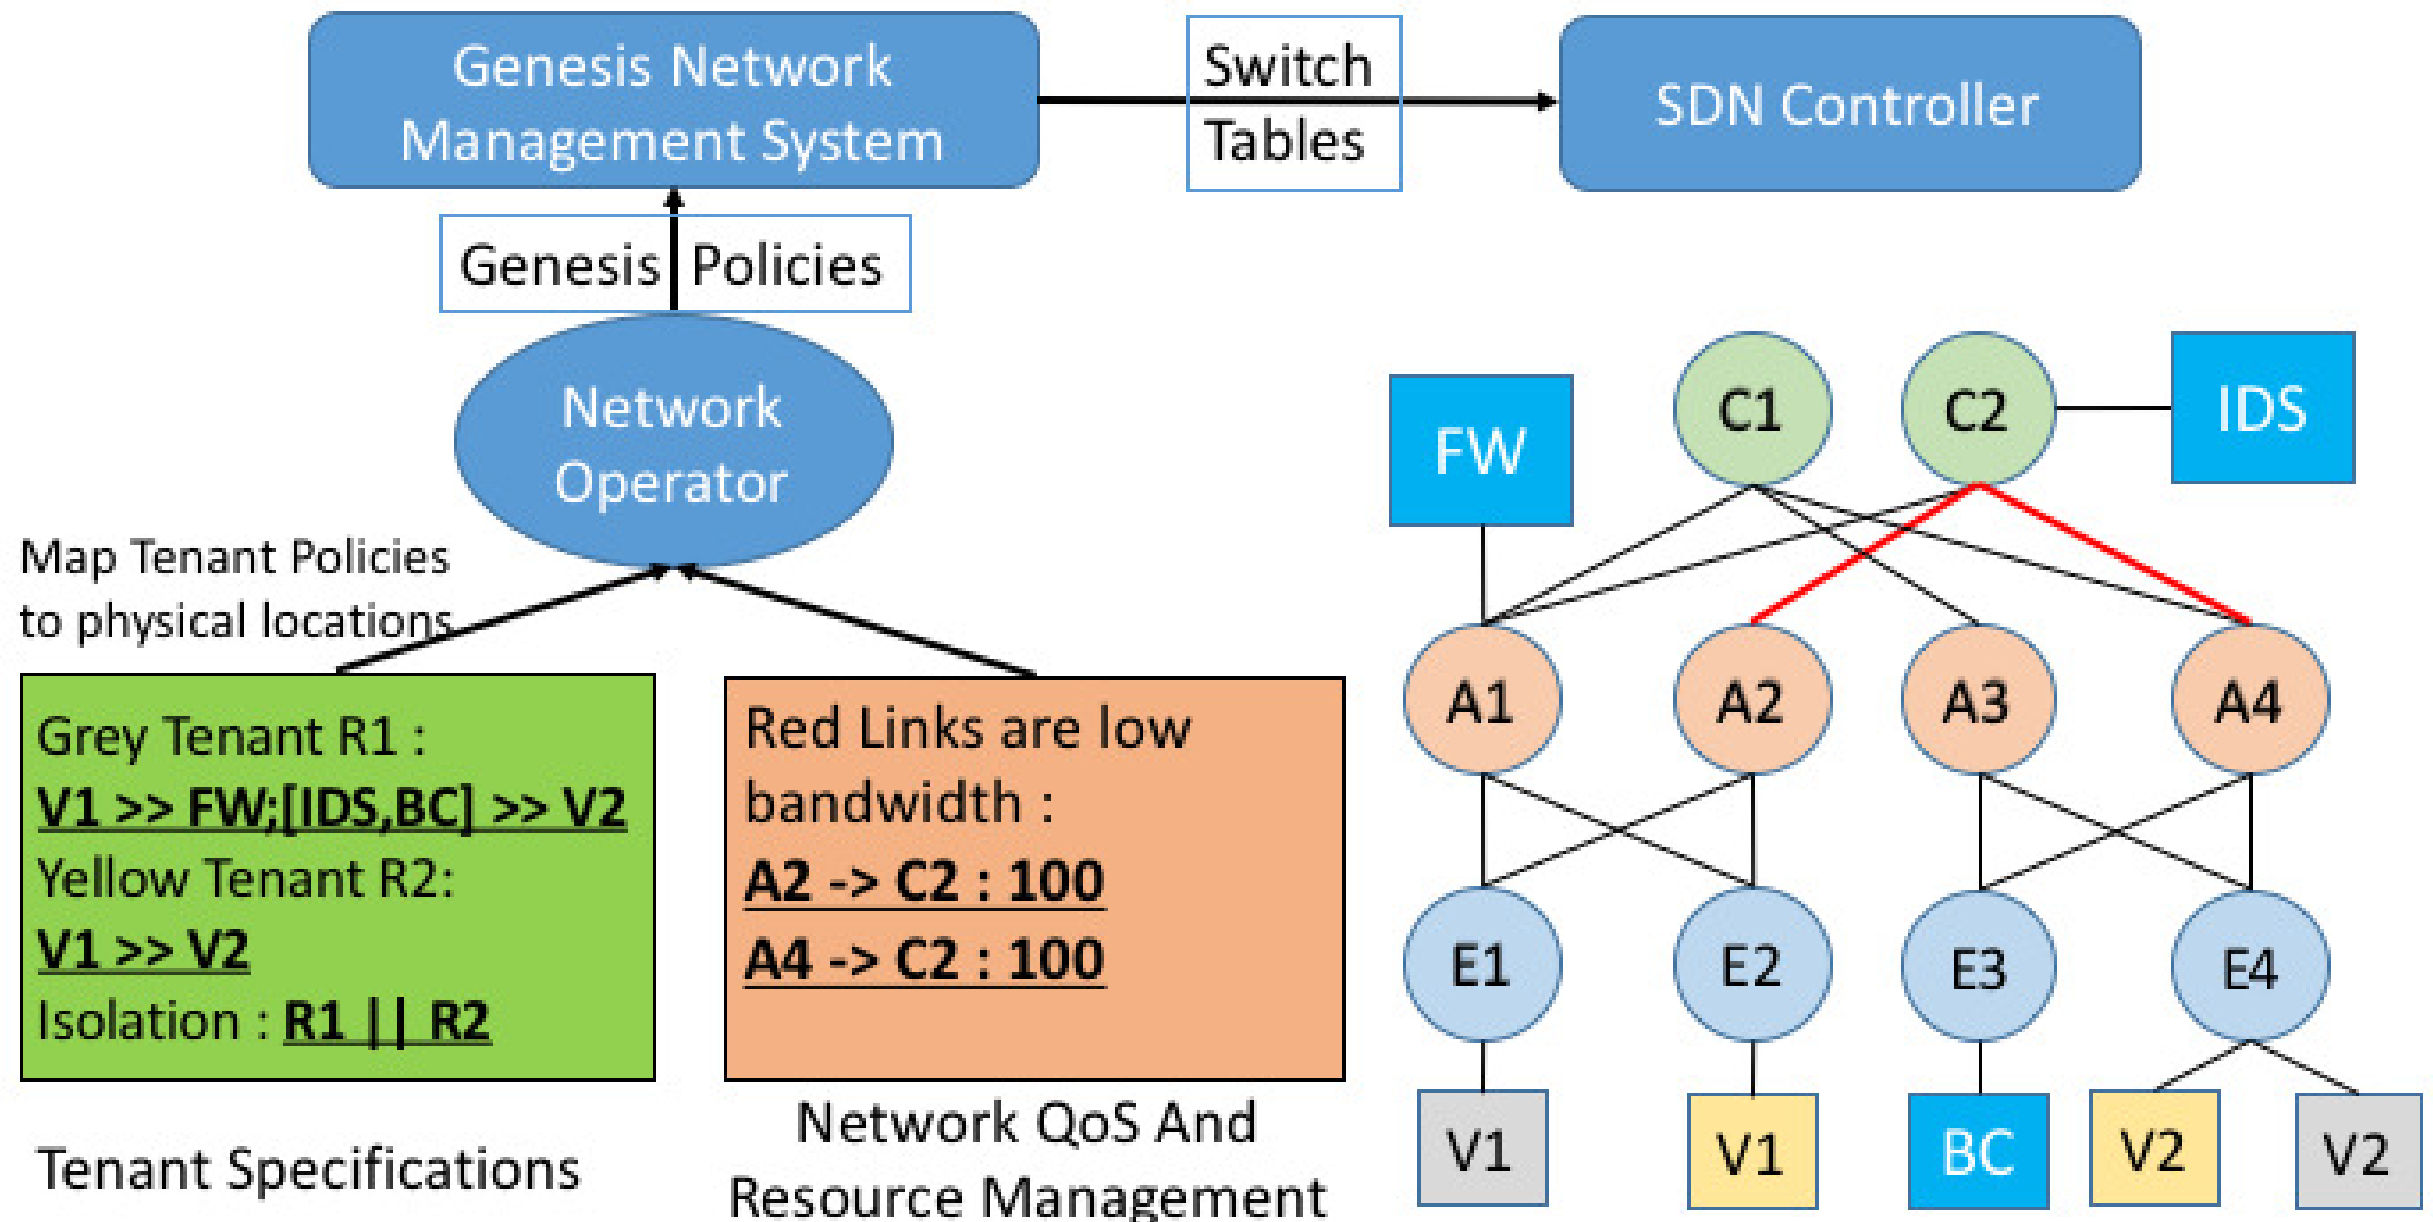 Genesis Network
Management System
Switch
Tables
SDN Controller
Genesis Policies
Network
Operator
Map Tenant Policies
to physical locations
Grey Tenant R1 :
V1 >> FW;[IDS,BC] >> V2
Yellow Tenant R2:
V1 >> V2
Isolation : R1 || R2
Tenant Specifications
Red Links are low
bandwidth :
A2 -> C2 : 100
A4 -> C2 : 100
Network QoS And
Resource Management
FW
C1
C2
IDS
A1
A2
A3
A4
E1
E2
E3
E4
V1
V1
BC
V2
V2